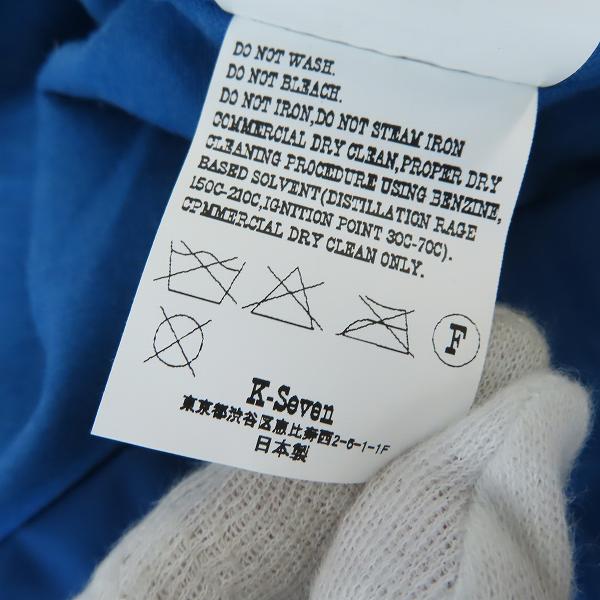 DO NOT WASH.
DO NOT BLEACH.
DO NOT IRON,DO NOT STEAM IRON
COMMERCIAL DRY CLEAN,PROPER DRY
CLEANING PROCEDURE USING BENZINE,
BASED SOLVENT(DISTILLATION RAGE
150C-210C,IGNITION POINT 30C-70C).
CPMMERCIAL DRY CLEAN ONLY.
F
K-Seven
東京都渋谷区恵比寿西2-6-1-1F
日本製